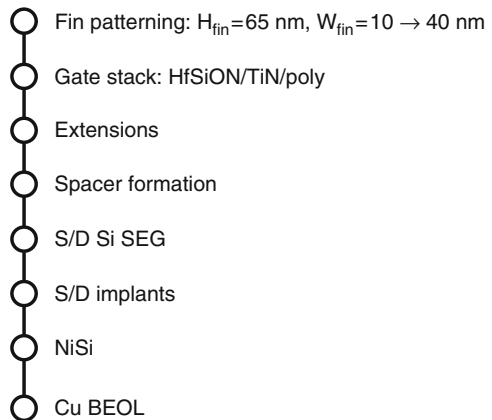 Fin patterning: H_fin=65 nm, W_fin=10 → 40 nm
Gate stack: HfSiON/TiN/poly
Extensions
Spacer formation
S/D Si SEG
S/D implants
NiSi
Cu BEOL